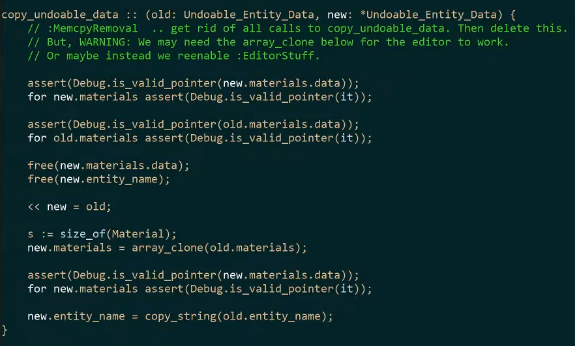 copy_undoable_data :: (old: Undoable_Entity_Data, new: *Undoable_Entity_Data) {
// :MemcpyRemoval .. get rid of all calls to copy_undoable_data. Then delete this.
// But, WARNING: We may need the array_clone below for the editor to work.
// Or maybe instead we reenable :EditorStuff.
assert(Debug.is_valid_pointer(new.materials.data));
for new.materials assert(Debug.is_valid_pointer(it));
assert(Debug.is_valid_pointer(old.materials.data));
for old.materials assert(Debug.is_valid_pointer(it));
free(new.materials.data);
free(new.entity_name);
<< new = old;
s := size_of(Material);
new.materials = array_clone(old.materials);
assert(Debug.is_valid_pointer(new.materials.data));
for new.materials assert(Debug.is_valid_pointer(it));
new.entity_name = copy_string(old.entity_name);
}